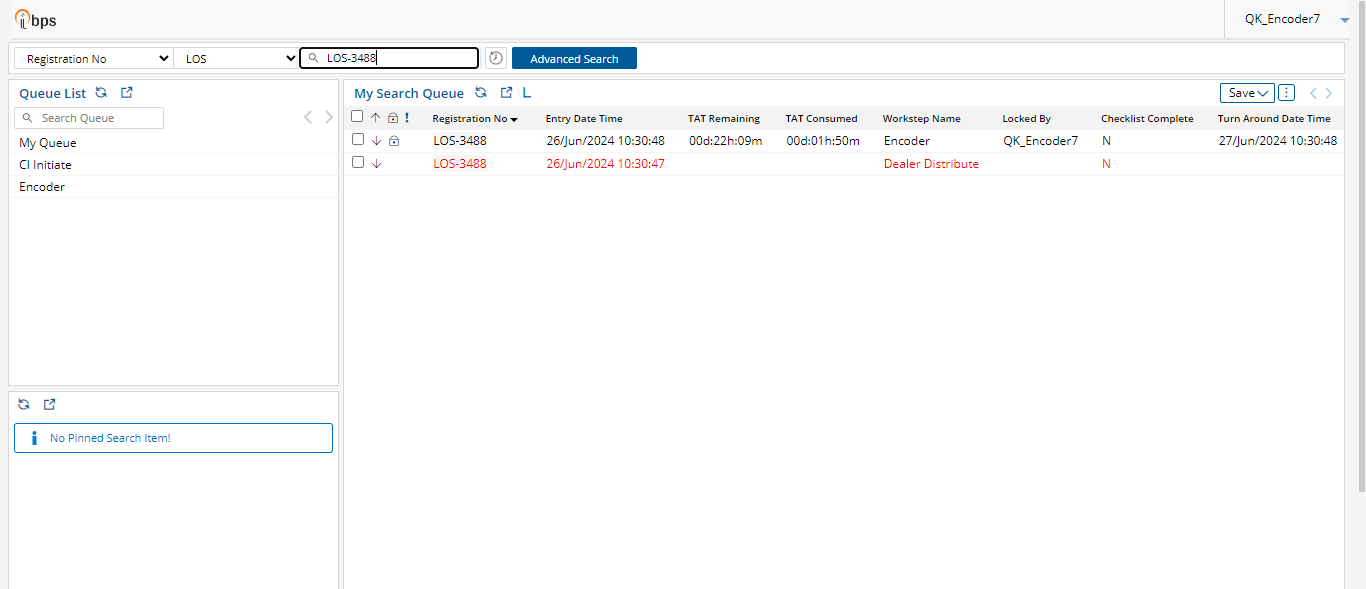 ibps
QK_Encoder7
Registration No LOS LOS-3488 Advanced Search
Queue List
Search Queue
My Queue
CI Initiate
Encoder
No Pinned Search Item!
My Search Queue L Save
Registration No Entry Date Time TAT Remaining TAT Consumed Workstep Name Locked By Checklist Complete Turn Around Date Time
LOS-3488 26/Jun/2024 10:30:48 00d:22h:09m 00d:01h:50m Encoder QK_Encoder7 N 27/Jun/2024 10:30:48
LOS-3488 26/Jun/2024 10:30:47 Dealer Distribute N